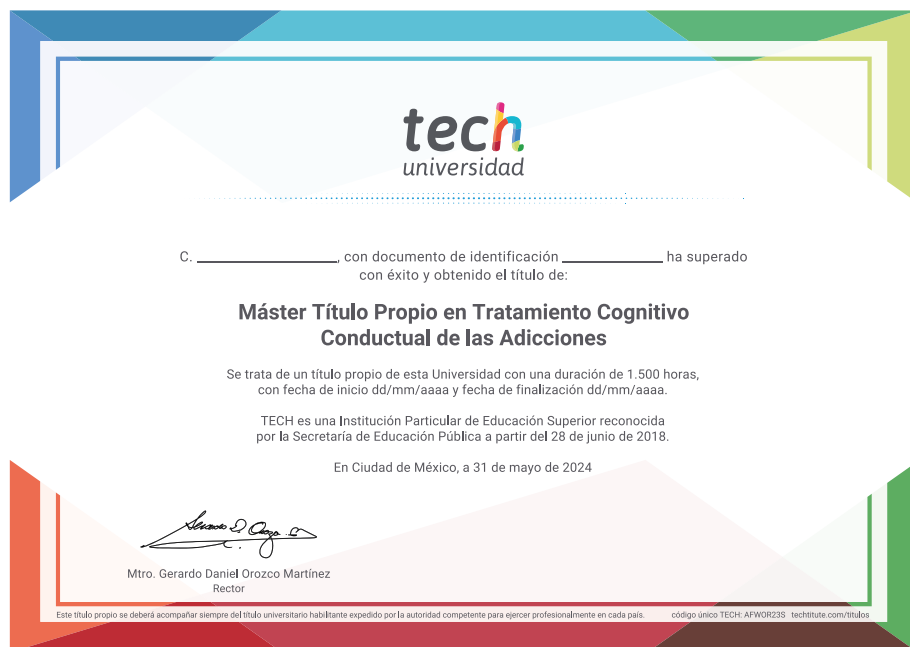 tech
universidad
C. ___________________, con documento de identificación ______________ ha superado
con éxito y obtenido el título de:
Máster Título Propio en Tratamiento Cognitivo
Conductual de las Adicciones
Se trata de un título propio de esta Universidad con una duración de 1.500 horas,
con fecha de inicio dd/mm/aaaa y fecha de finalización dd/mm/aaaa.
TECH es una Institución Particular de Educación Superior reconocida
por la Secretaría de Educación Pública a partir del 28 de junio de 2018.
En Ciudad de México, a 31 de mayo de 2024
Mtro. Gerardo Daniel Orozco Martínez
Rector
Este título propio se deberá acompañar siempre del título universitario habilitante expedido por la autoridad competente para ejercer profesionalmente en cada país. código único TECH: AFWOR23S techtitute.com/titulos